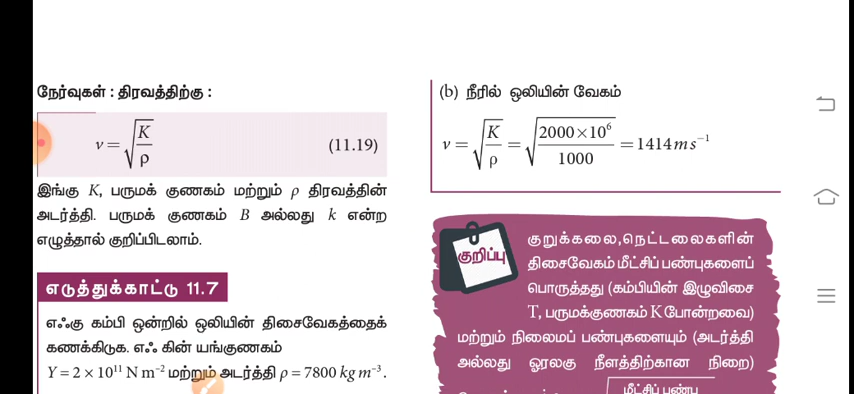 நேர்வுகள் : திரவத்திற்கு :
v = √(K/ρ) (11.19)
இங்கு K, பருமக் குணகம் மற்றும் ρ திரவத்தின்
அடர்த்தி. பருமக் குணகம் B அல்லது k என்ற
எழுத்தால் குறிப்பிடலாம்.
எடுத்துக்காட்டு 11.7
எஃகு கம்பி ஒன்றில் ஒலியின் திசைவேகத்தைக்
கணக்கிடுக. எஃ கின் யங்குணகம்
Y = 2 × 10¹¹ N m⁻² மற்றும் அடர்த்தி ρ = 7800 kg m⁻³.
(b) நீரில் ஒலியின் வேகம்
v = √(K/ρ) = √(2000×10⁶/1000) = 1414ms⁻¹
குறிப்பு
குறுக்கலை,நெட்டலைகளின்
திசைவேகம் மீட்சிப் பண்புகளைப்
பொருத்தது (கம்பியின் இழுவிசை
T, பருமக்குணகம் K போன்றவை)
மற்றும் நிலைமப் பண்புகளையும் (அடர்த்தி
அல்லது ஓரலகு நீளத்திற்கான நிறை)
மீட்சிப் பண்பு